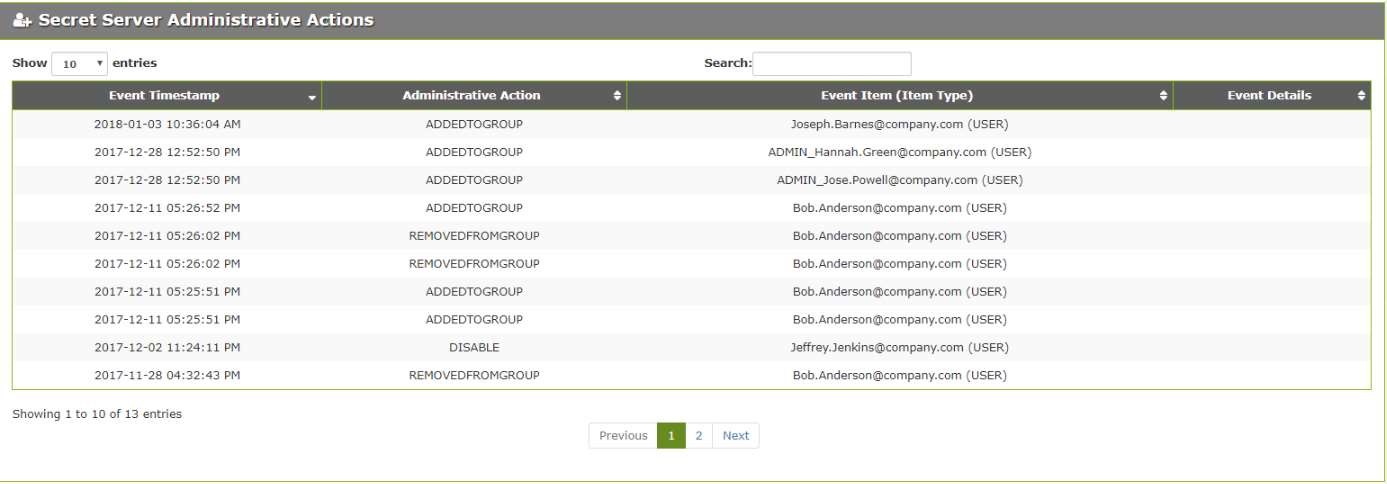 Secret Server Administrative Actions
Show 10 entries Search:
Event Timestamp Administrative Action Event Item (Item Type) Event Details
2018-01-03 10:36:04 AM ADDEDTOGROUP Joseph.Barnes@company.com (USER)
2017-12-28 12:52:50 PM ADDEDTOGROUP ADMIN_Hannah.Green@company.com (USER)
2017-12-28 12:52:50 PM ADDEDTOGROUP ADMIN_Jose.Powell@company.com (USER)
2017-12-11 05:26:52 PM ADDEDTOGROUP Bob.Anderson@company.com (USER)
2017-12-11 05:26:02 PM REMOVEDFROMGROUP Bob.Anderson@company.com (USER)
2017-12-11 05:26:02 PM REMOVEDFROMGROUP Bob.Anderson@company.com (USER)
2017-12-11 05:25:51 PM ADDEDTOGROUP Bob.Anderson@company.com (USER)
2017-12-11 05:25:51 PM ADDEDTOGROUP Bob.Anderson@company.com (USER)
2017-12-02 11:24:11 PM DISABLE Jeffrey.Jenkins@company.com (USER)
2017-11-28 04:32:43 PM REMOVEDFROMGROUP Bob.Anderson@company.com (USER)
Showing 1 to 10 of 13 entries
Previous 1 2 Next